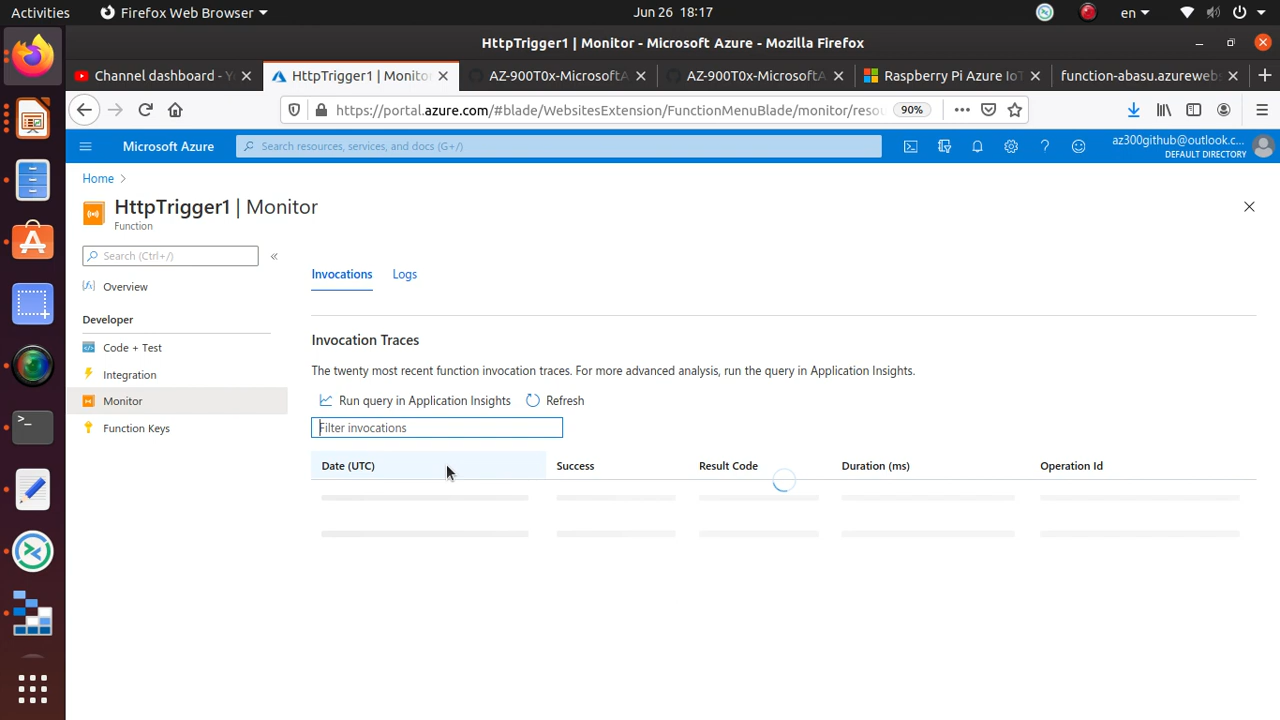 Activities
Firefox Web Browser
Jun 26 18:17
en
HttpTrigger1 | Monitor - Microsoft Azure - Mozilla Firefox
Channel dashboard - Y
HttpTrigger1 | Monito
AZ-900T0x-MicrosoftA
AZ-900T0x-MicrosoftA
Raspberry Pi Azure IoT
function-abasu.azurewebs
https://portal.azure.com/#blade/WebsitesExtension/FunctionMenuBlade/monitor/resou
90%
Microsoft Azure
Search resources, services, and docs (G+/)
az300github@outlook.c...
DEFAULT DIRECTORY
Home
HttpTrigger1 | Monitor
Function
Search (Ctrl+/)
Overview
Developer
Code + Test
Integration
Monitor
Function Keys
Invocations
Logs
Invocation Traces
The twenty most recent function invocation traces. For more advanced analysis, run the query in Application Insights.
Run query in Application Insights
Refresh
Filter invocations
Date (UTC)
Success
Result Code
Duration (ms)
Operation Id